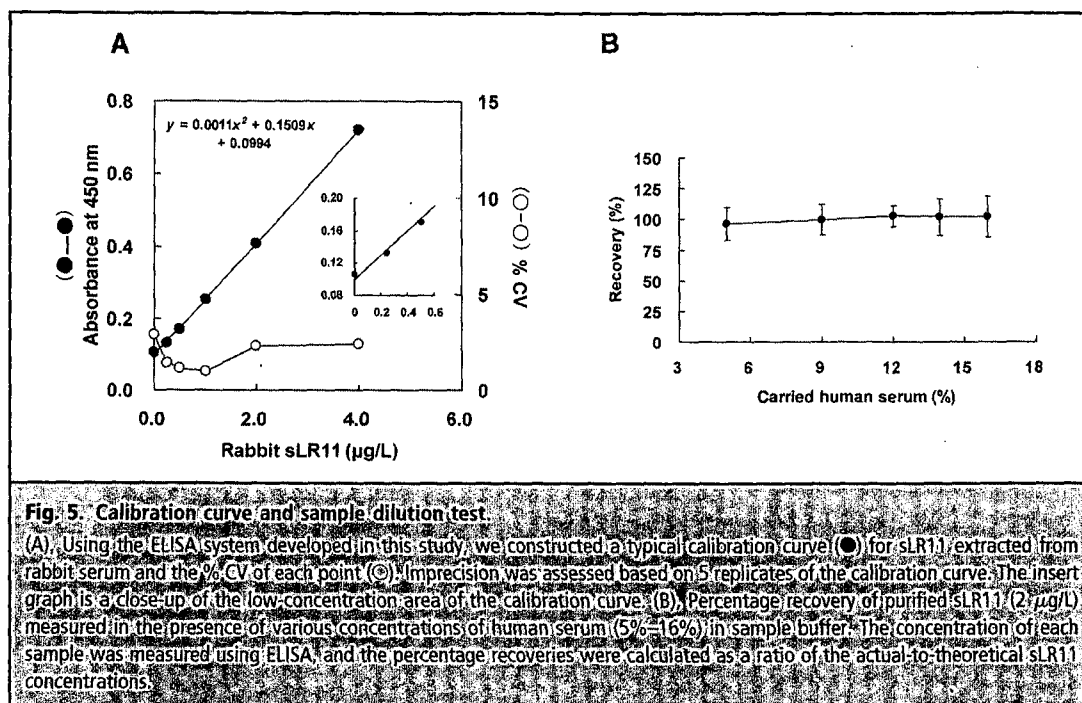 A
B
0.8
0.6
0.4
0.2
0.0
Absorbance at 450 nm
(●—●)
y = 0.0011x² + 0.1509x
+ 0.0994
15
10
5
0
(○–○) % CV
0.20
0.16
0.12
0.08
0 0.2 0.4 0.6
0.0 2.0 4.0 6.0
Rabbit sLR11 (μg/L)
150
125
100
75
50
25
0
Recovery (%)
3 6 9 12 15 18
Carried human serum (%)
Fig. 5. Calibration curve and sample dilution test.
(A), Using the ELISA system developed in this study, we constructed a typical calibration curve (●) for sLR11 extracted from
rabbit serum and the % CV of each point (○). Imprecision was assessed based on 5 replicates of the calibration curve. The insert
graph is a close-up of the low-concentration area of the calibration curve. (B), Percentage recovery of purified sLR11 (2 μg/L)
measured in the presence of various concentrations of human serum (5%–16%) in sample buffer. The concentration of each
sample was measured using ELISA, and the percentage recoveries were calculated as a ratio of the actual-to-theoretical sLR11
concentrations.